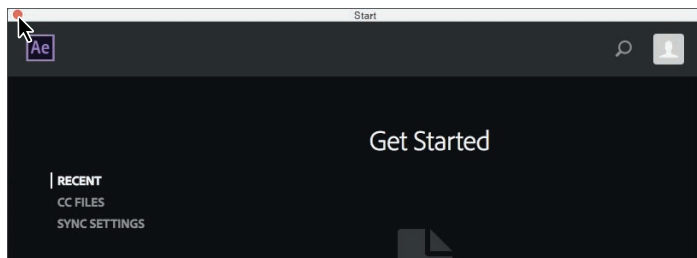 Start
Ae
Get Started
RECENT
CC FILES
SYNC SETTINGS